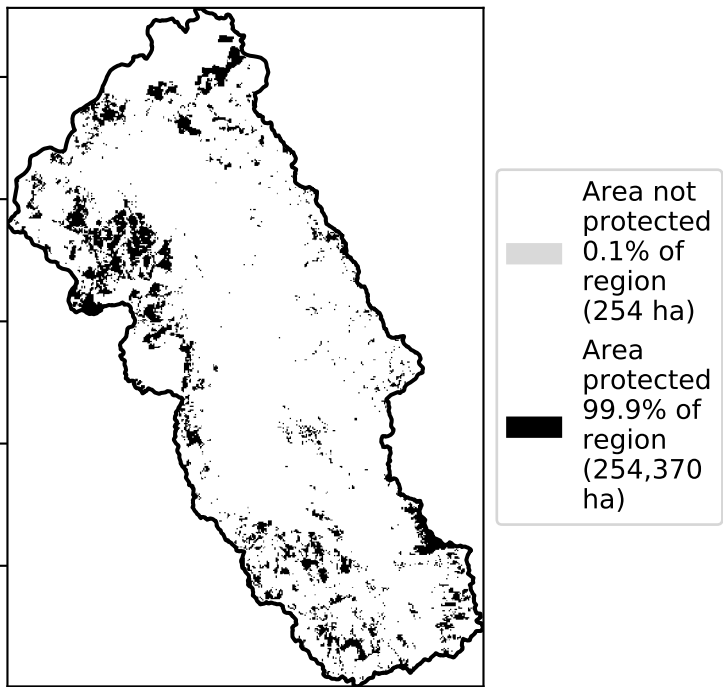 Area not
protected
0.1% of
region
(254 ha)
Area
protected
99.9% of
region
(254,370
ha)